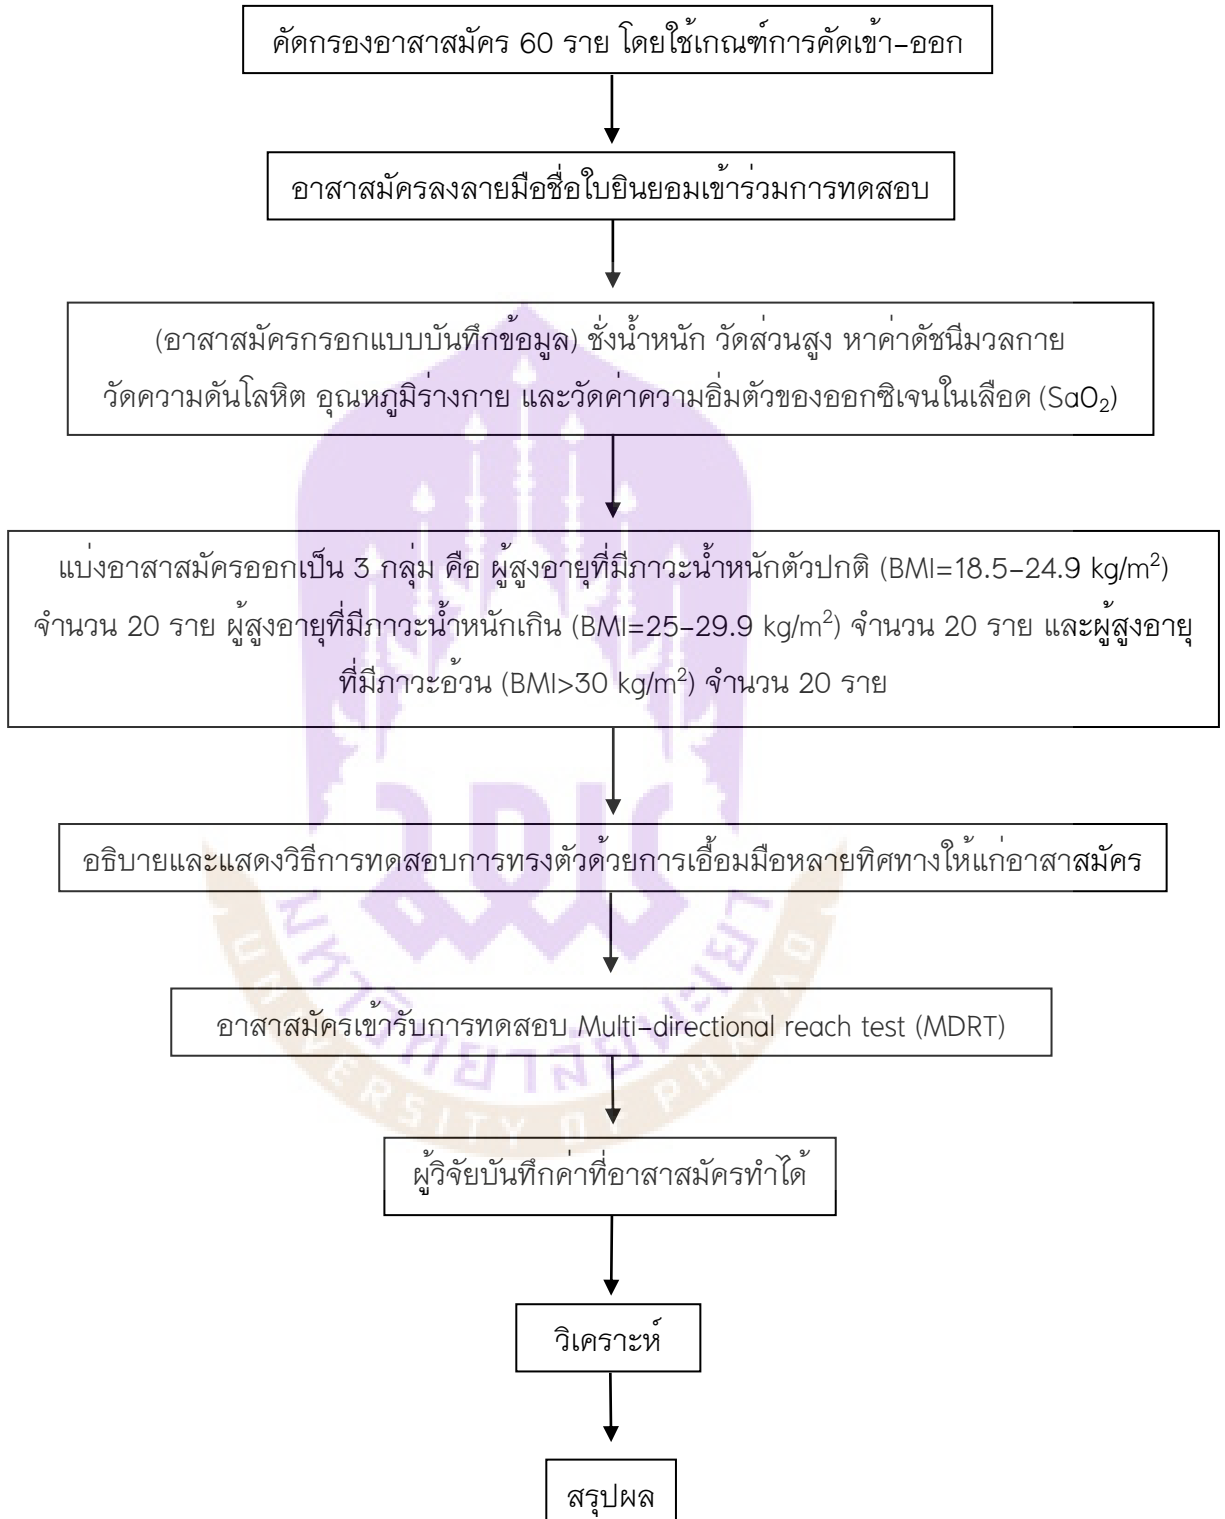 คัดกรองอาสาสมัคร 60 ราย โดยใช้เกณฑ์การคัดเข้า-ออก
อาสาสมัครลงลายมือชื่อใบยินยอมเข้าร่วมการทดสอบ
(อาสาสมัครกรอกแบบบันทึกข้อมูล) ชั่งน้ำหนัก วัดส่วนสูง หาค่าดัชนีมวลกาย
วัดความดันโลหิต อุณหภูมิร่างกาย และวัดค่าความอิ่มตัวของออกซิเจนในเลือด (SaO₂)
แบ่งอาสาสมัครออกเป็น 3 กลุ่ม คือ ผู้สูงอายุที่มีภาวะน้ำหนักตัวปกติ (BMI=18.5-24.9 kg/m²)
จำนวน 20 ราย ผู้สูงอายุที่มีภาวะน้ำหนักเกิน (BMI=25-29.9 kg/m²) จำนวน 20 ราย และผู้สูงอายุ
ที่มีภาวะอ้วน (BMI>30 kg/m²) จำนวน 20 ราย
อธิบายและแสดงวิธีการทดสอบการทรงตัวด้วยการเอื้อมมือหลายทิศทางให้แก่อาสาสมัคร
อาสาสมัครเข้ารับการทดสอบ Multi-directional reach test (MDRT)
ผู้วิจัยบันทึกค่าที่อาสาสมัครทำได้
วิเคราะห์
สรุปผล
มหาวิทยาลัยพะเยา
UNIVERSITY OF PHAYAO